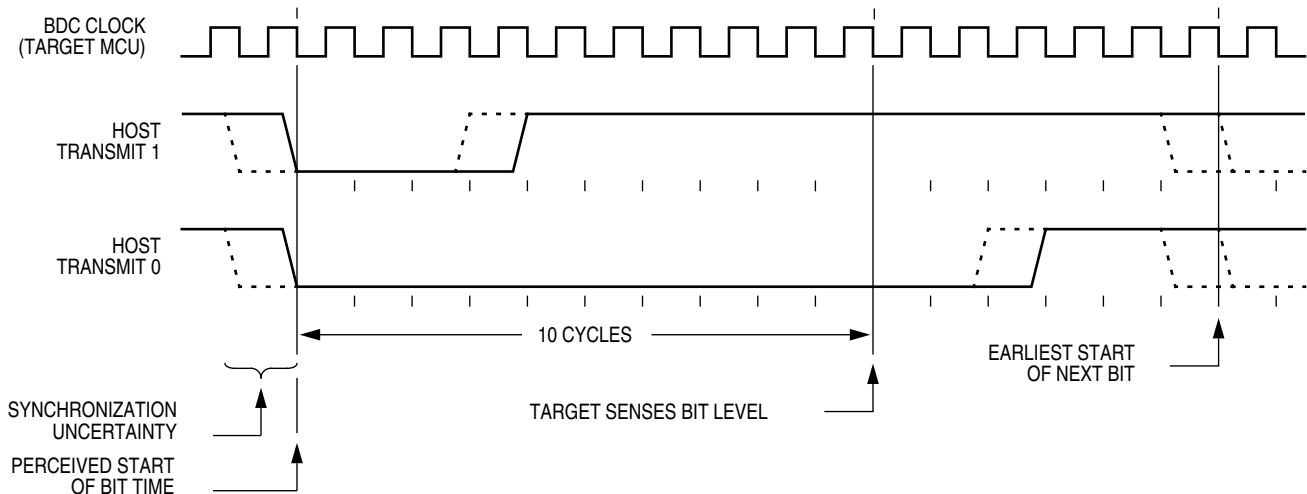 BDC CLOCK
(TARGET MCU)
HOST
TRANSMIT 1
HOST
TRANSMIT 0
10 CYCLES
EARLIEST START
OF NEXT BIT
TARGET SENSES BIT LEVEL
SYNCHRONIZATION
UNCERTAINTY
PERCEIVED START
OF BIT TIME